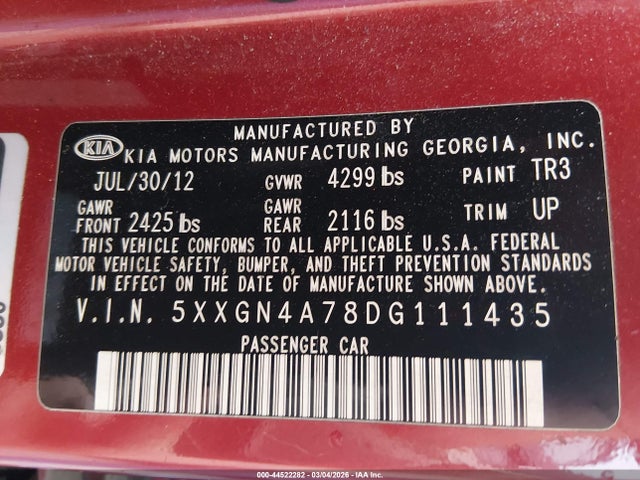 MANUFACTURED BY
KIA KIA MOTORS MANUFACTURING GEORGIA, INC.
JUL/30/12 GVWR 4299 lbs PAINT TR3
GAWR FRONT 2425 lbs GAWR REAR 2116 lbs TRIM UP
THIS VEHICLE CONFORMS TO ALL APPLICABLE U.S.A. FEDERAL
MOTOR VEHICLE SAFETY, BUMPER, AND THEFT PREVENTION STANDARDS
IN EFFECT ON THE DATE OF MANUFACTURE SHOWN ABOVE.
V.I.N. 5XXGN4A78DG111435
PASSENGER CAR
000-44522282 - 03/04/2026 - IAA Inc.